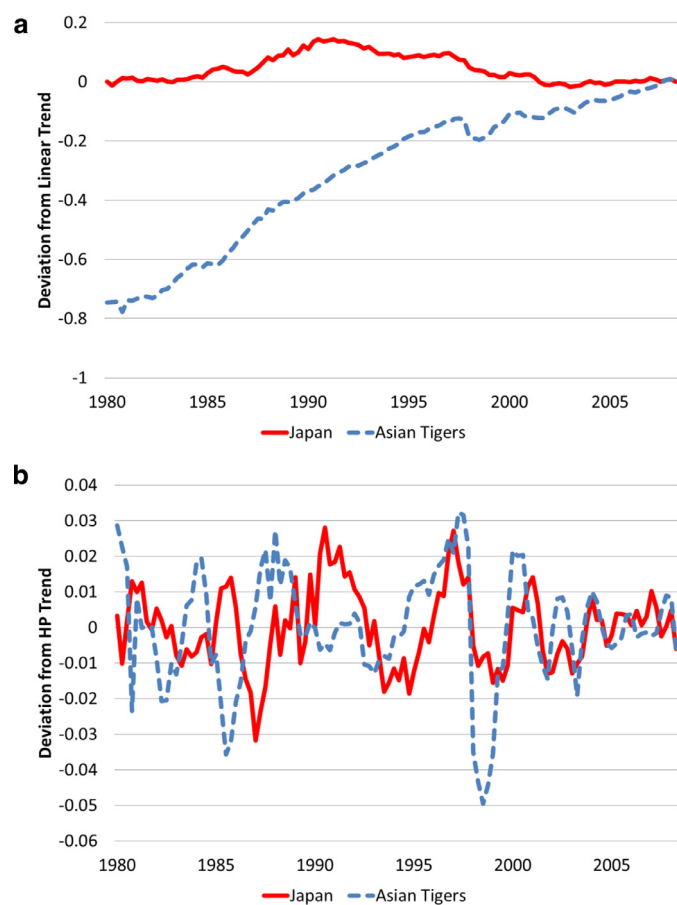 a
Deviation from Linear Trend
0.2
0
-0.2
-0.4
-0.6
-0.8
-1
1980 1985 1990 1995 2000 2005
Japan Asian Tigers
b
Deviation from HP Trend
0.04
0.03
0.02
0.01
0
-0.01
-0.02
-0.03
-0.04
-0.05
-0.06
1980 1985 1990 1995 2000 2005
Japan Asian Tigers